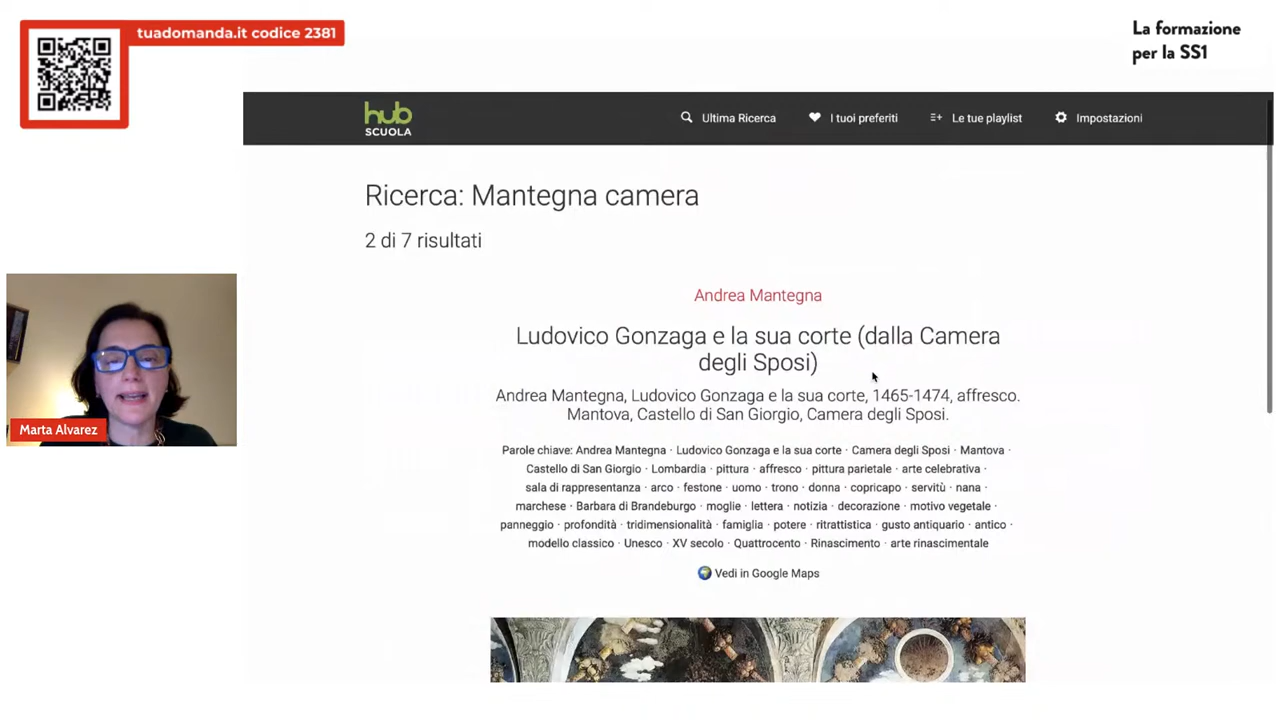 tuadomanda.it codice 2381
La formazione
per la SS1
hub
SCUOLA
Ultima Ricerca
I tuoi preferiti
Le tue playlist
Impostazioni
Ricerca: Mantegna camera
2 di 7 risultati
Andrea Mantegna
Ludovico Gonzaga e la sua corte (dalla Camera
degli Sposi)
Andrea Mantegna, Ludovico Gonzaga e la sua corte, 1465-1474, affresco.
Mantova, Castello di San Giorgio, Camera degli Sposi.
Parole chiave: Andrea Mantegna · Ludovico Gonzaga e la sua corte · Camera degli Sposi · Mantova ·
Castello di San Giorgio · Lombardia · pittura · affresco · pittura parietale · arte celebrativa ·
sala di rappresentanza · arco · festone · uomo · trono · donna · copricapo · servitù · nana ·
marchese · Barbara di Brandeburgo · moglie · lettera · notizia · decorazione · motivo vegetale ·
panneggio · profondità · tridimensionalità · famiglia · potere · ritrattistica · gusto antiquario · antico ·
modello classico · Unesco · XV secolo · Quattrocento · Rinascimento · arte rinascimentale
Vedi in Google Maps
Marta Alvarez